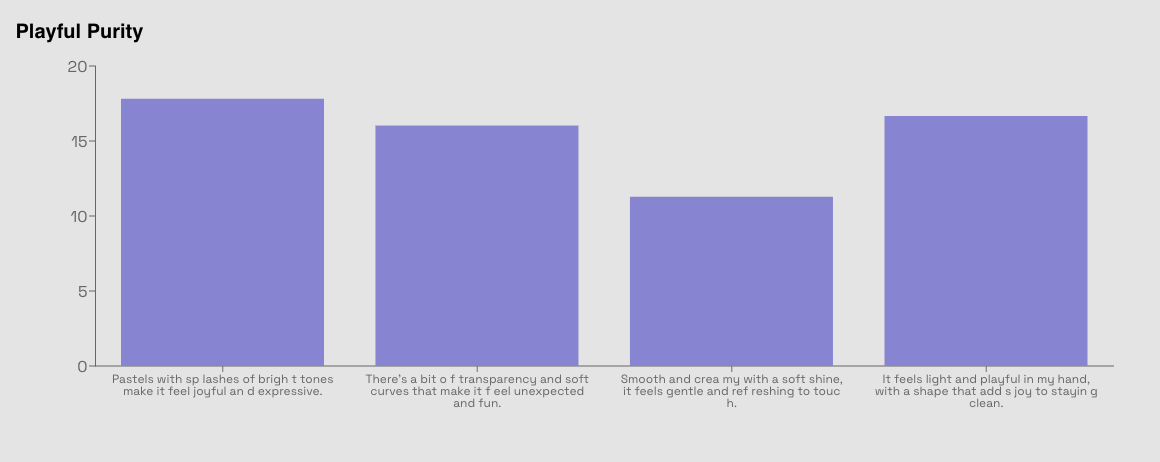 Playful Purity
20
15
10
5
0
Pastels with sp lashes of brigh t tones
make it feel joyful an d expressive.
There's a bit o f transparency and soft
curves that make it f eel unexpected
and fun.
Smooth and crea my with a soft shine,
it feels gentle and ref reshing to touc
h.
It feels light and playful in my hand,
with a shape that add s joy to stayin g
clean.